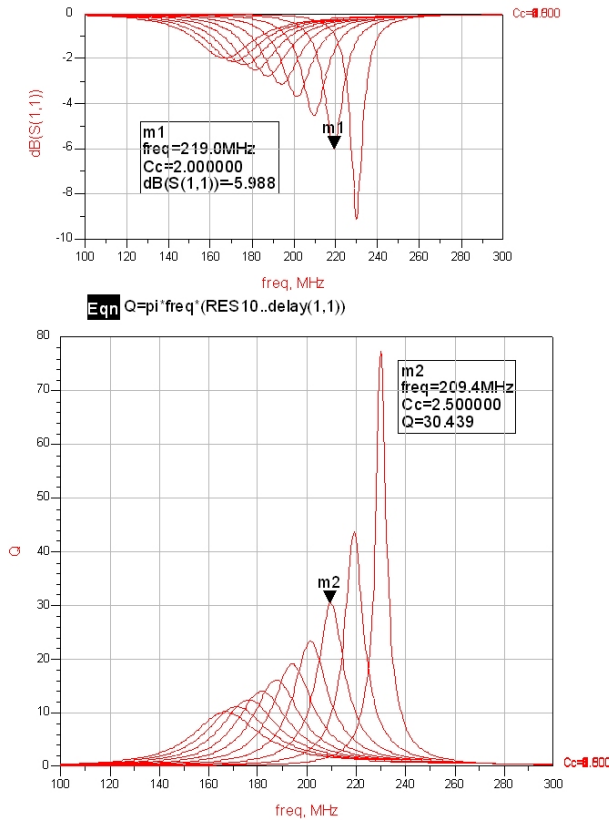 0
-2
-4
-6
-8
-10
dB(S(1,1))
m1
m1
freq=219.0MHz
Cc=2.000000
dB(S(1,1))=-5.988
100 120 140 160 180 200 220 240 260 280 300
freq, MHz
Eqn Q=pi*freq*(RES10..delay(1,1))
80
70
60
50
40
30
20
10
0
Q
m2
freq=209.4MHz
Cc=2.500000
Q=30.439
m2
100 120 140 160 180 200 220 240 260 280 300
freq, MHz